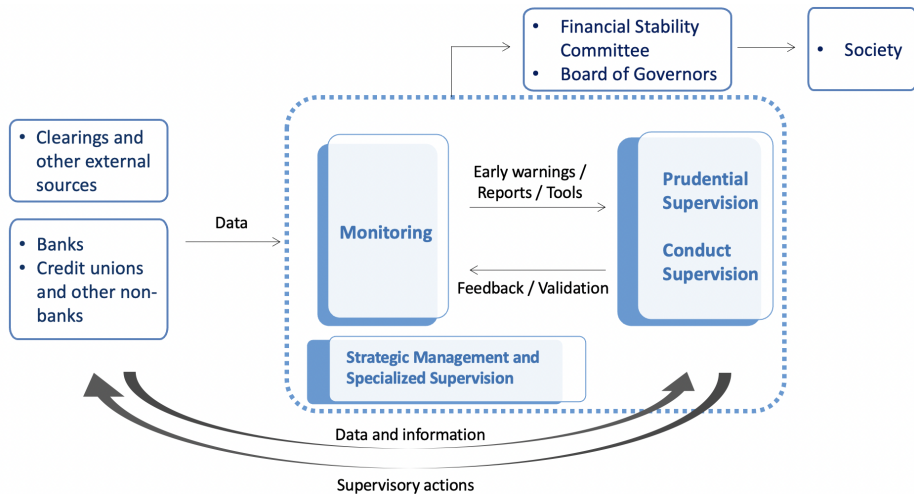 • Financial Stability
Committee
• Board of Governors
• Society
• Clearings and
other external
sources
• Banks
• Credit unions
and other non-
banks
Data
Monitoring
Early warnings /
Reports / Tools
Feedback / Validation
Prudential
Supervision
Conduct
Supervision
Strategic Management and
Specialized Supervision
Data and information
Supervisory actions